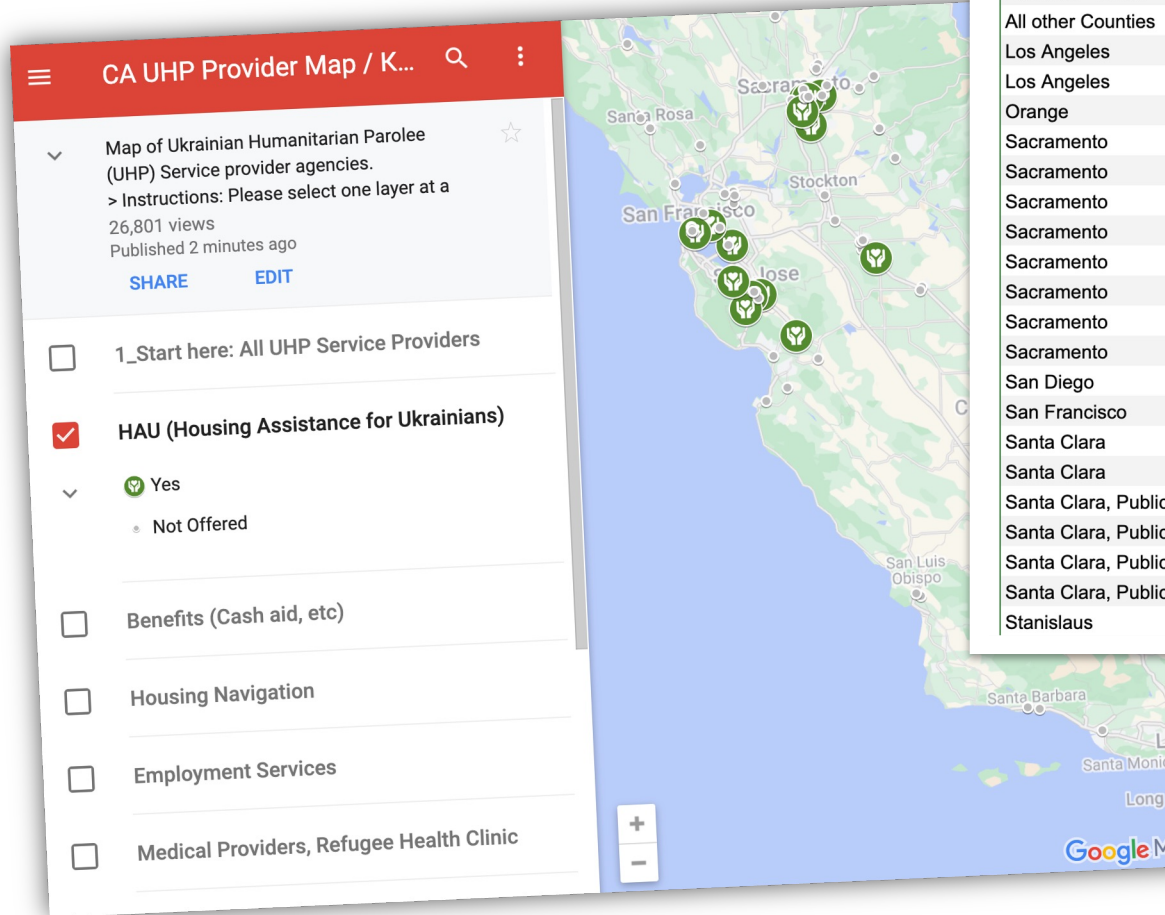 CA UHP Provider Map / K...
Map of Ukrainian Humanitarian Parolee
(UHP) Service provider agencies.
> Instructions: Please select one layer at a
26,801 views
Published 2 minutes ago
SHARE EDIT
1_Start here: All UHP Service Providers
HAU (Housing Assistance for Ukrainians)
Yes
Not Offered
Benefits (Cash aid, etc)
Housing Navigation
Employment Services
Medical Providers, Refugee Health Clinic
Sacramento
Santa Rosa
Stockton
San Francisco
San Jose
San Luis
Obispo
Santa Barbara
Santa Monic
Long
+
−
Google M
All other Counties
Los Angeles
Los Angeles
Orange
Sacramento
Sacramento
Sacramento
Sacramento
Sacramento
Sacramento
Sacramento
Sacramento
San Diego
San Francisco
Santa Clara
Santa Clara
Santa Clara, Public
Santa Clara, Public
Santa Clara, Public
Santa Clara, Public
Stanislaus